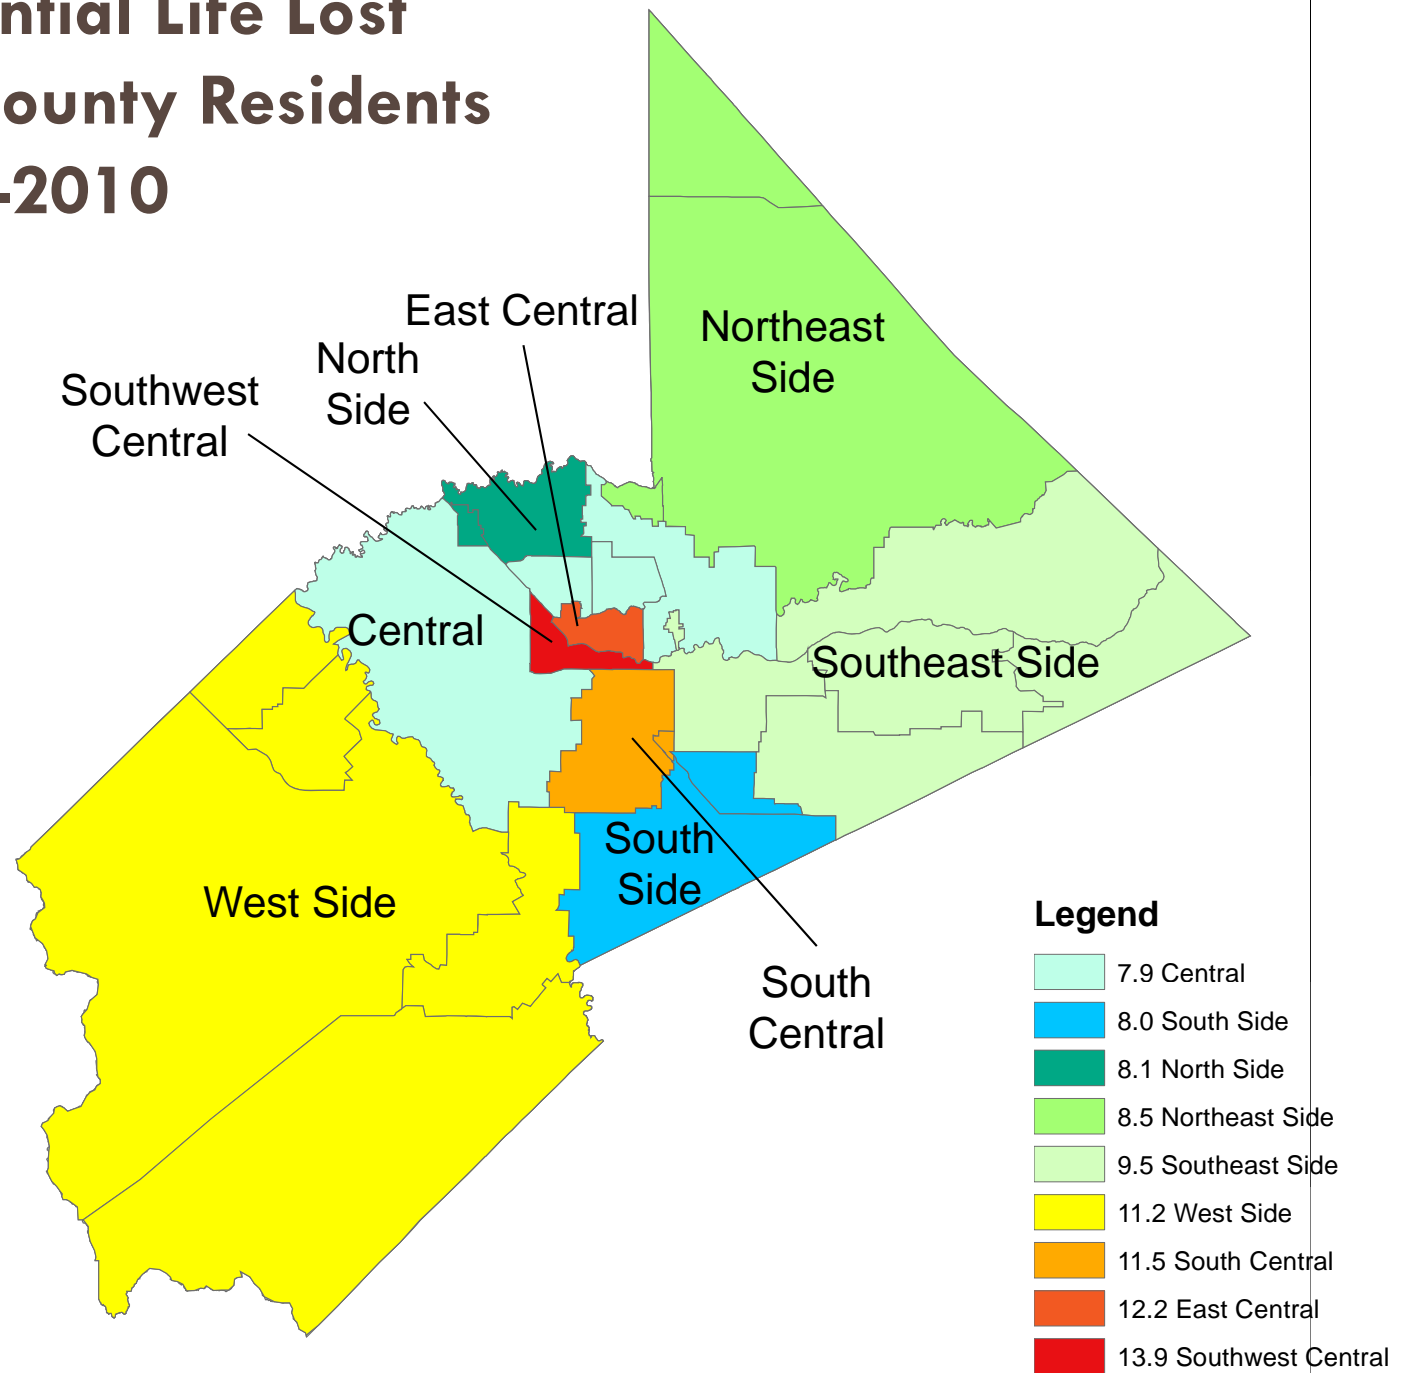 ntial Life Lost
ounty Residents
-2010
East Central
North
Side
Southwest
Central
Northeast
Side
Central
Southeast Side
West Side
South
Side
South
Central
Legend
7.9 Central
8.0 South Side
8.1 North Side
8.5 Northeast Side
9.5 Southeast Side
11.2 West Side
11.5 South Central
12.2 East Central
13.9 Southwest Central